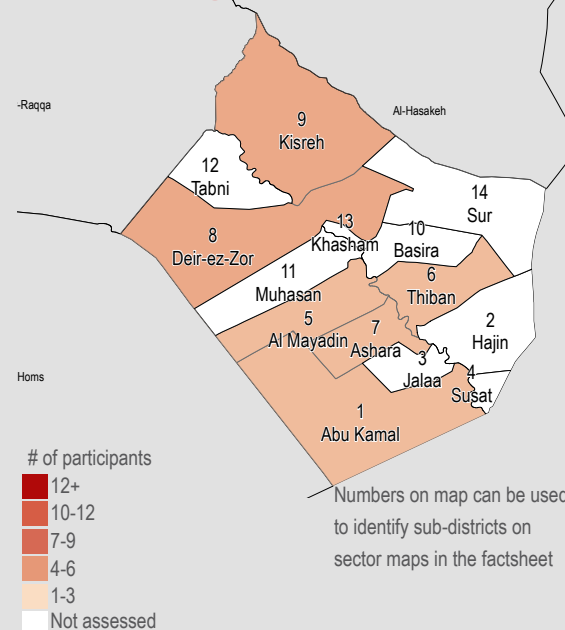 -Raqqa
Al-Hasakeh
9
Kisreh
12
Tabni
14
Sur
13
Khasham
10
Basira
8
Deir-ez-Zor
11
Muhasan
6
Thiban
5
Al Mayadin
7
Ashara
2
Hajin
3
Jalaa
4
Susat
1
Abu Kamal
Homs
# of participants
12+
10-12
7-9
4-6
1-3
Not assessed
Numbers on map can be used
to identify sub-districts on
sector maps in the factsheet